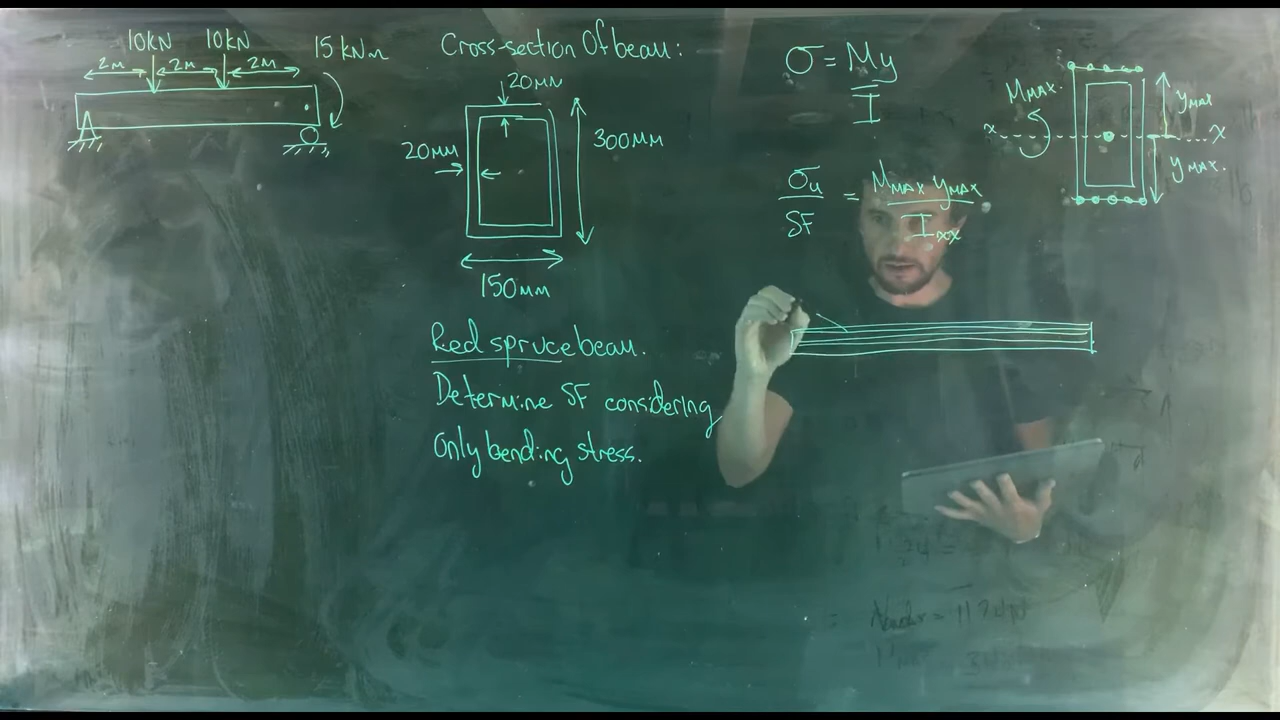 10kN 10kN 15 kNm
2m 2m 2m
Cross-section Of beam:
20mm
20mm
300mm
150mm
Red spruce beam.
Determine SF considering
Only bending stress.
σ = My
I
σu = MMAX yMAX
SF Ixx
MMAX.
yMAX
x x
yMAX.